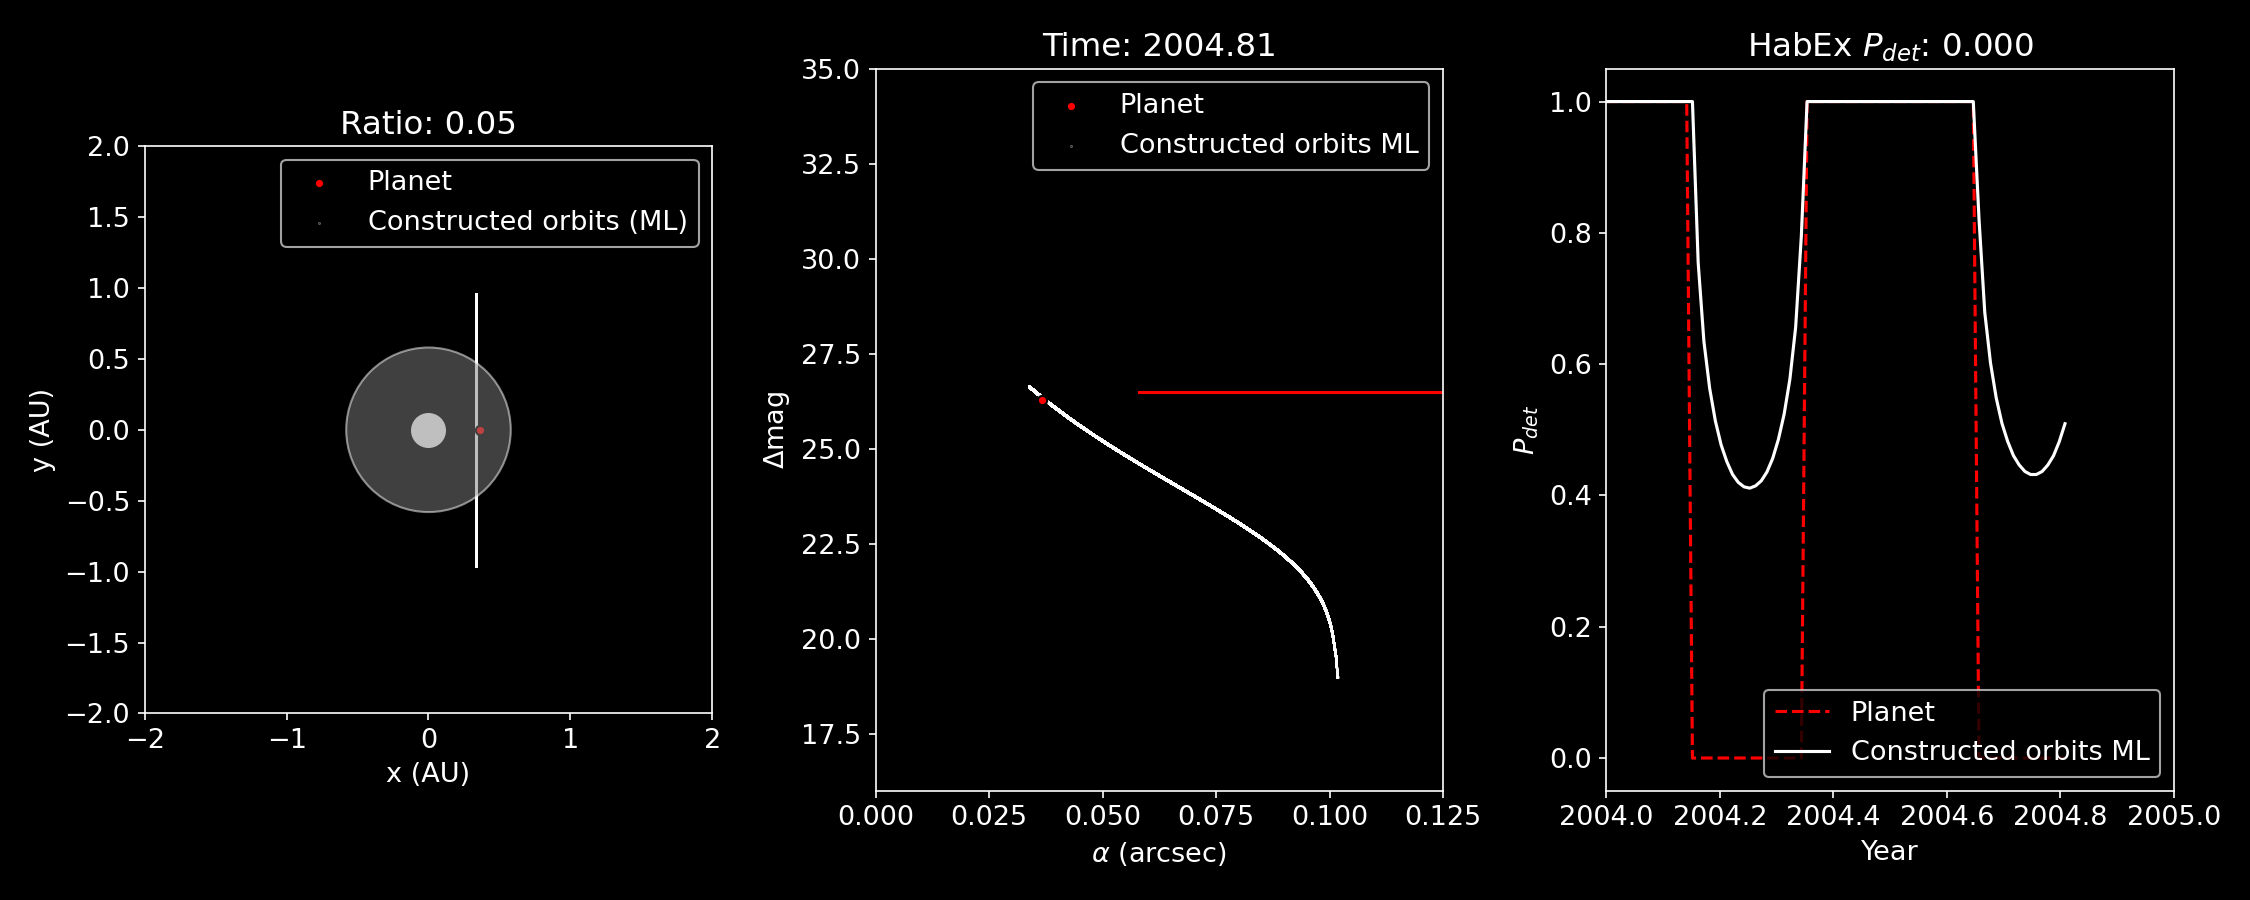 Ratio: 0.05
Planet
Constructed orbits (ML)
2.0
1.5
1.0
0.5
0.0
−0.5
−1.0
−1.5
−2.0
y (AU)
−2 −1 0 1 2
x (AU)
Time: 2004.81
Planet
Constructed orbits ML
35.0
32.5
30.0
27.5
25.0
22.5
20.0
17.5
Δmag
0.000 0.025 0.050 0.075 0.100 0.125
α (arcsec)
HabEx P_det: 0.000
1.0
0.8
0.6
0.4
0.2
0.0
P_det
Planet
Constructed orbits ML
2004.0 2004.2 2004.4 2004.6 2004.8 2005.0
Year